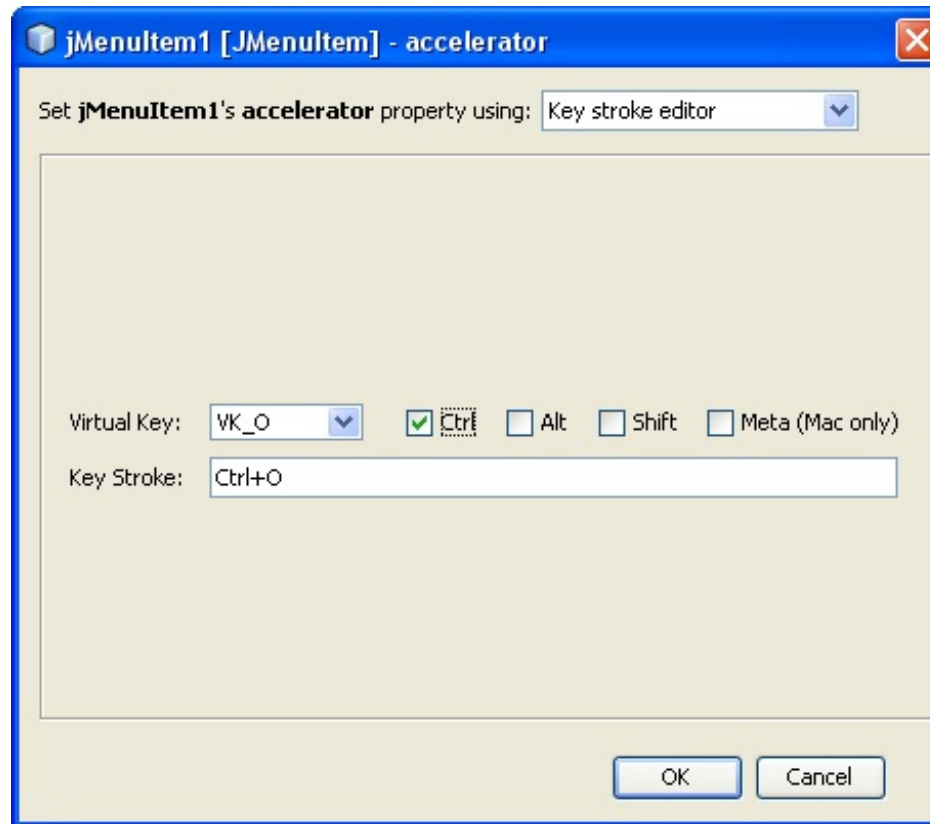 jMenuItem1 [JMenuItem] - accelerator
Set jMenuItem1's accelerator property using: Key stroke editor
Virtual Key: VK_O Ctrl Alt Shift Meta (Mac only)
Key Stroke: Ctrl+O
OK Cancel